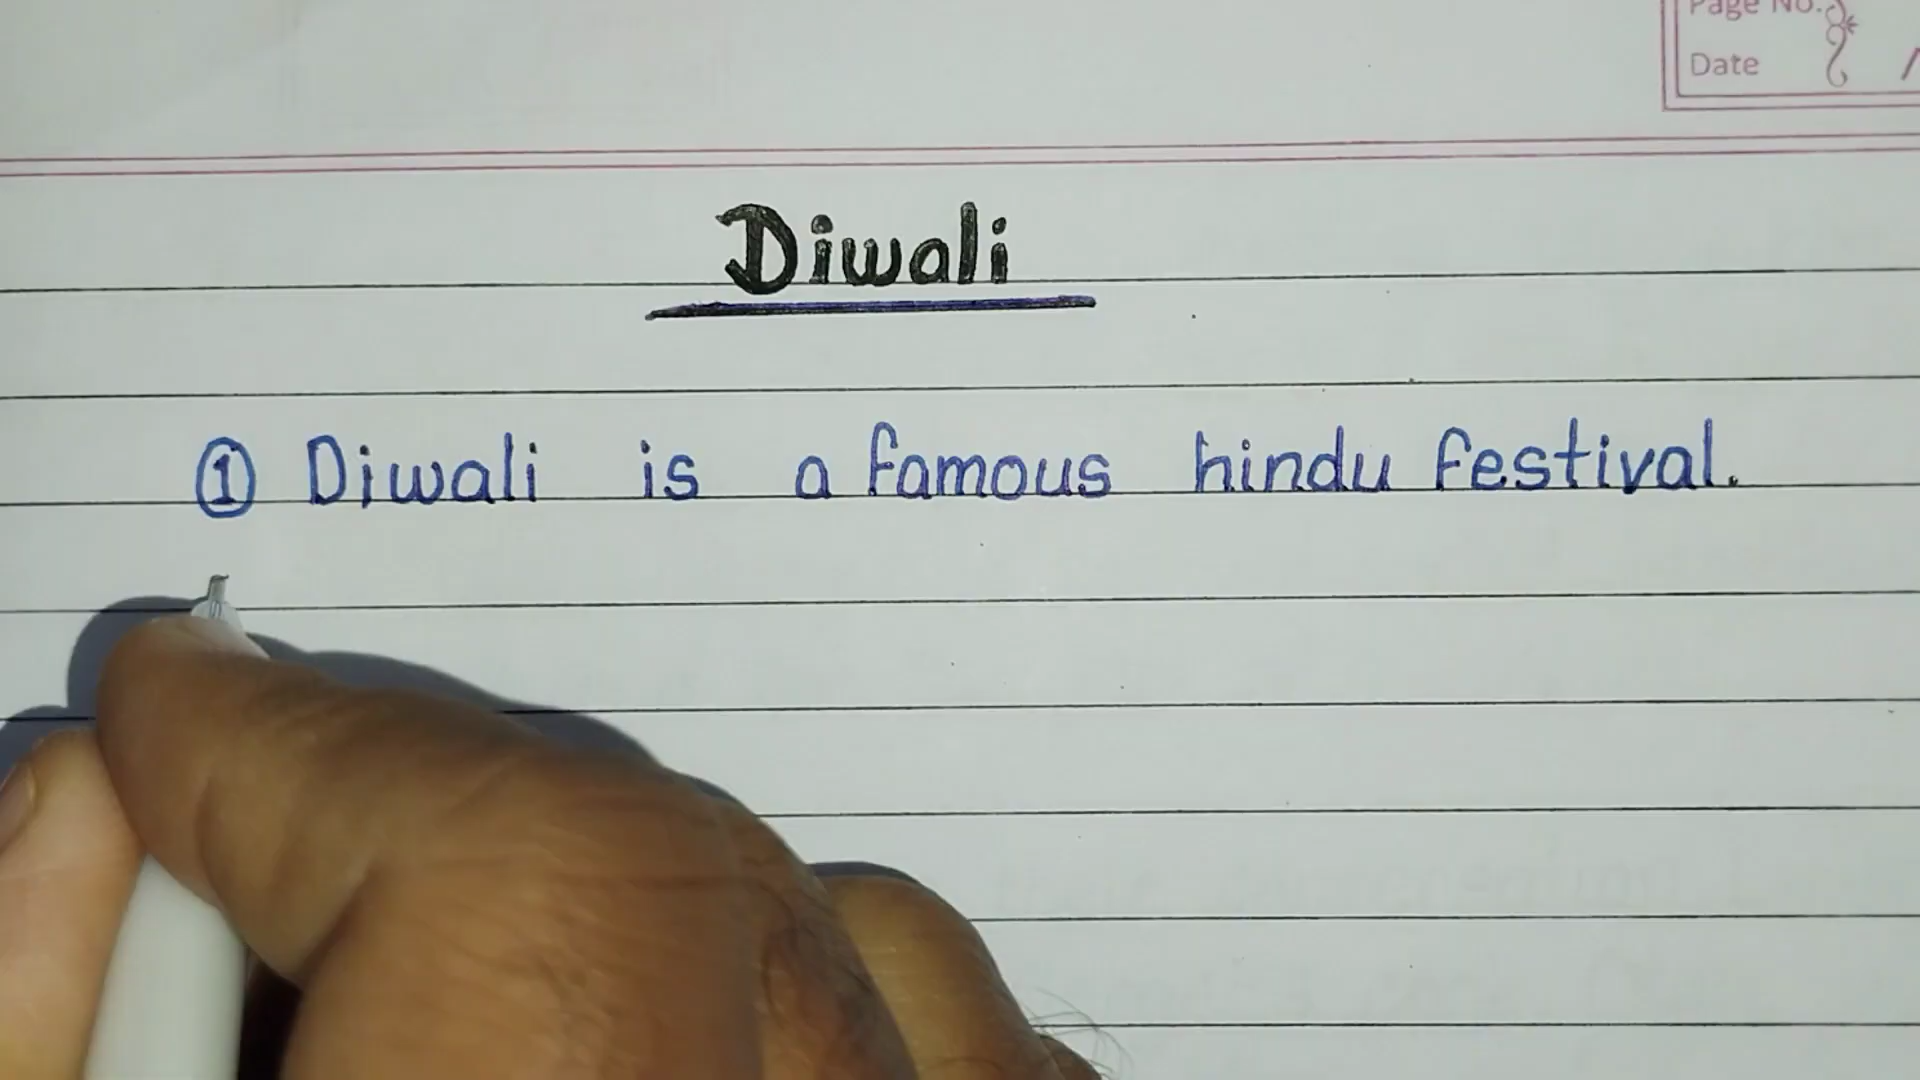 Page No.
Date /
Diwali
① Diwali is a famous hindu festival.